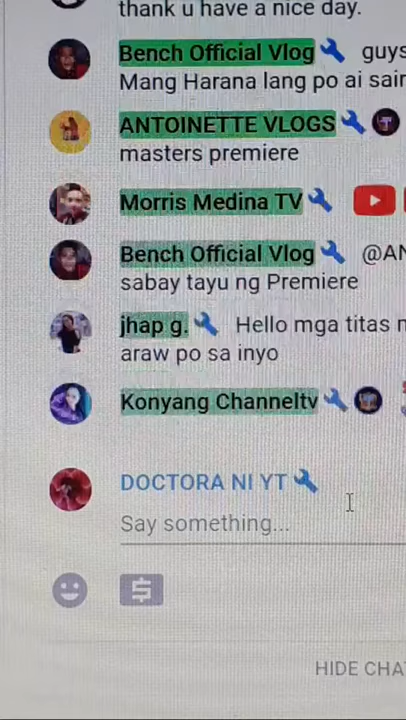 thank u have a nice day.
Bench Official Vlog guys
Mang Harana lang po ai
ANTOINETTE VLOGS
masters premiere
Morris Medina TV
Bench Official Vlog @AN
sabay tayu ng Premiere
jhap g. Hello mga titas
araw po sa inyo
Konyang Channeltv
DOCTORA NI YT
Say something...
HIDE CHA